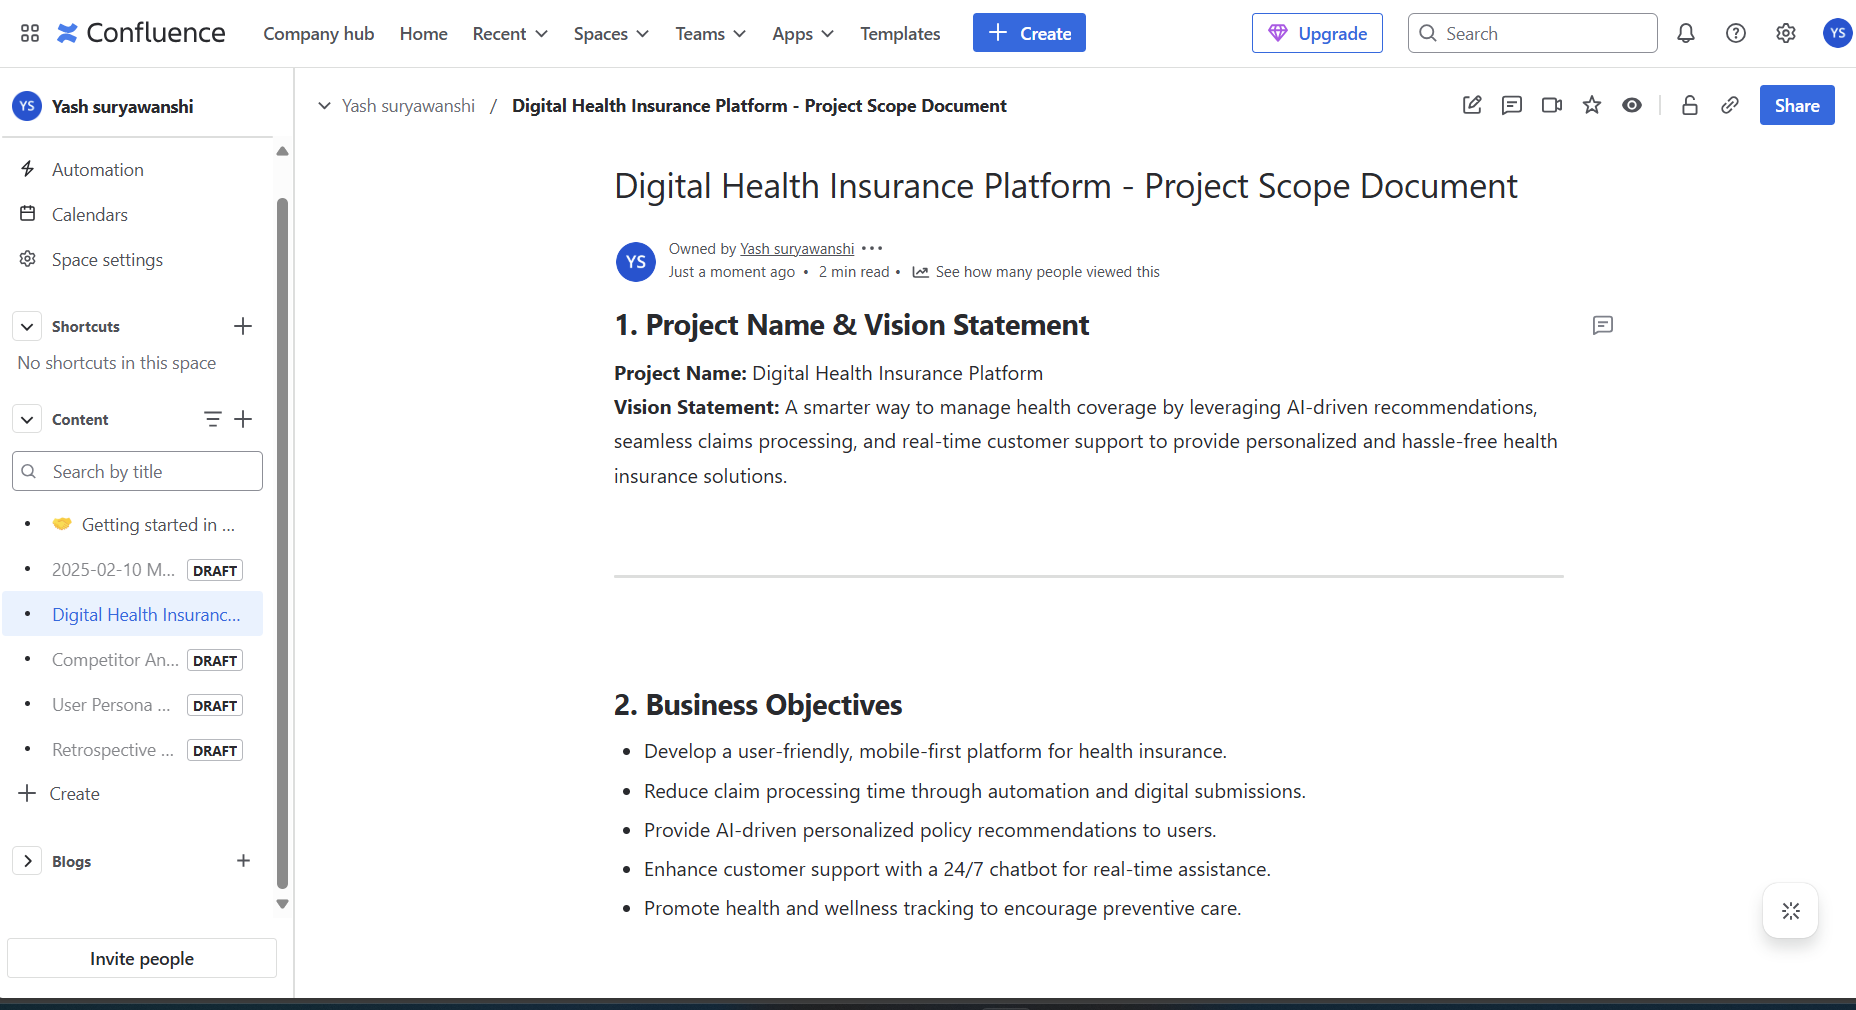 Confluence Company hub Home Recent Spaces Teams Apps Templates Create Upgrade Search YS
YS Yash suryawanshi
Automation
Calendars
Space settings
Shortcuts
No shortcuts in this space
Content
Search by title
Getting started in ...
2025-02-10 M... DRAFT
Digital Health Insuranc...
Competitor An... DRAFT
User Persona ... DRAFT
Retrospective ... DRAFT
Create
Blogs
Invite people
Yash suryawanshi / Digital Health Insurance Platform - Project Scope Document Share
Digital Health Insurance Platform - Project Scope Document
YS
Owned by Yash suryawanshi •••
Just a moment ago • 2 min read • See how many people viewed this
1. Project Name & Vision Statement
Project Name: Digital Health Insurance Platform
Vision Statement: A smarter way to manage health coverage by leveraging AI-driven recommendations,
seamless claims processing, and real-time customer support to provide personalized and hassle-free health
insurance solutions.
2. Business Objectives
• Develop a user-friendly, mobile-first platform for health insurance.
• Reduce claim processing time through automation and digital submissions.
• Provide AI-driven personalized policy recommendations to users.
• Enhance customer support with a 24/7 chatbot for real-time assistance.
• Promote health and wellness tracking to encourage preventive care.